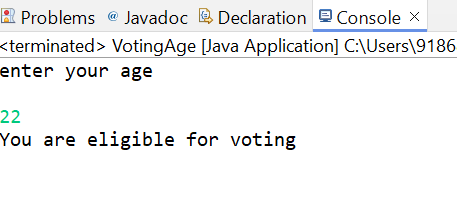 Problems @ Javadoc Declaration Console
<terminated> VotingAge [Java Application] C:\Users\9186
enter your age
22
You are eligible for voting